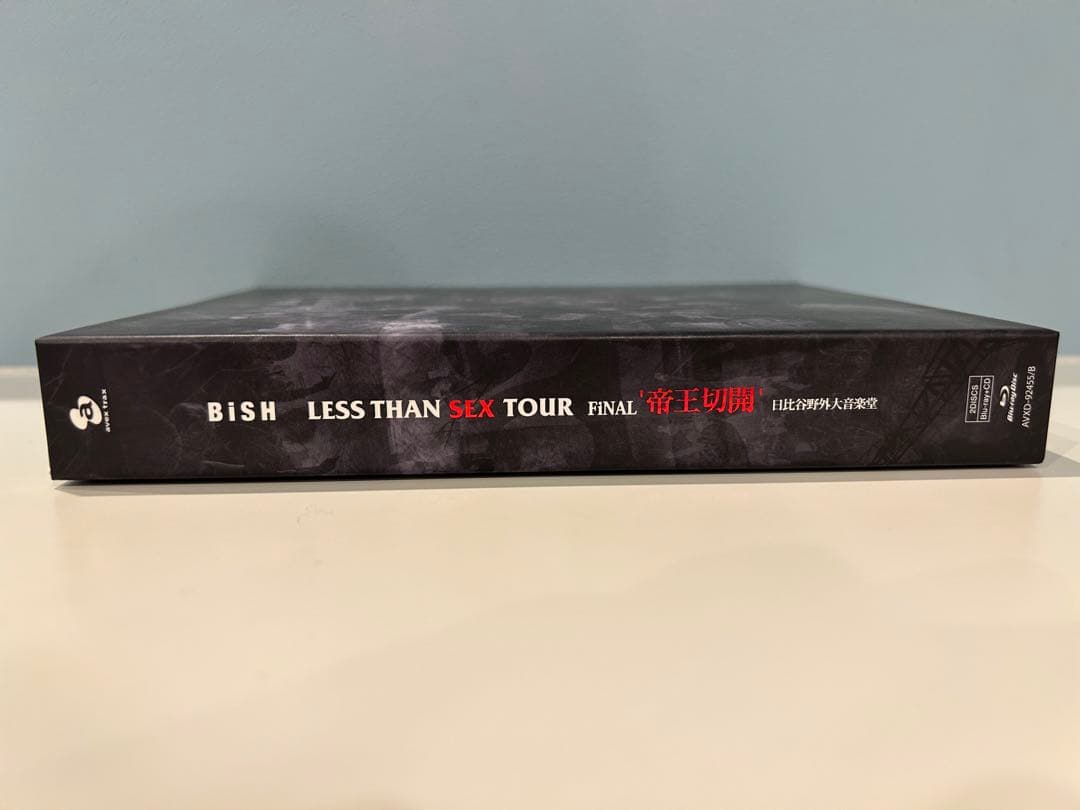 avex trax
BiSH LESS THAN SEX TOUR FiNAL '帝王切開' 日比谷野外大音楽堂
2DiSCS
Blu-ray+CD
Blu-ray Disc
AVXD-92455/B